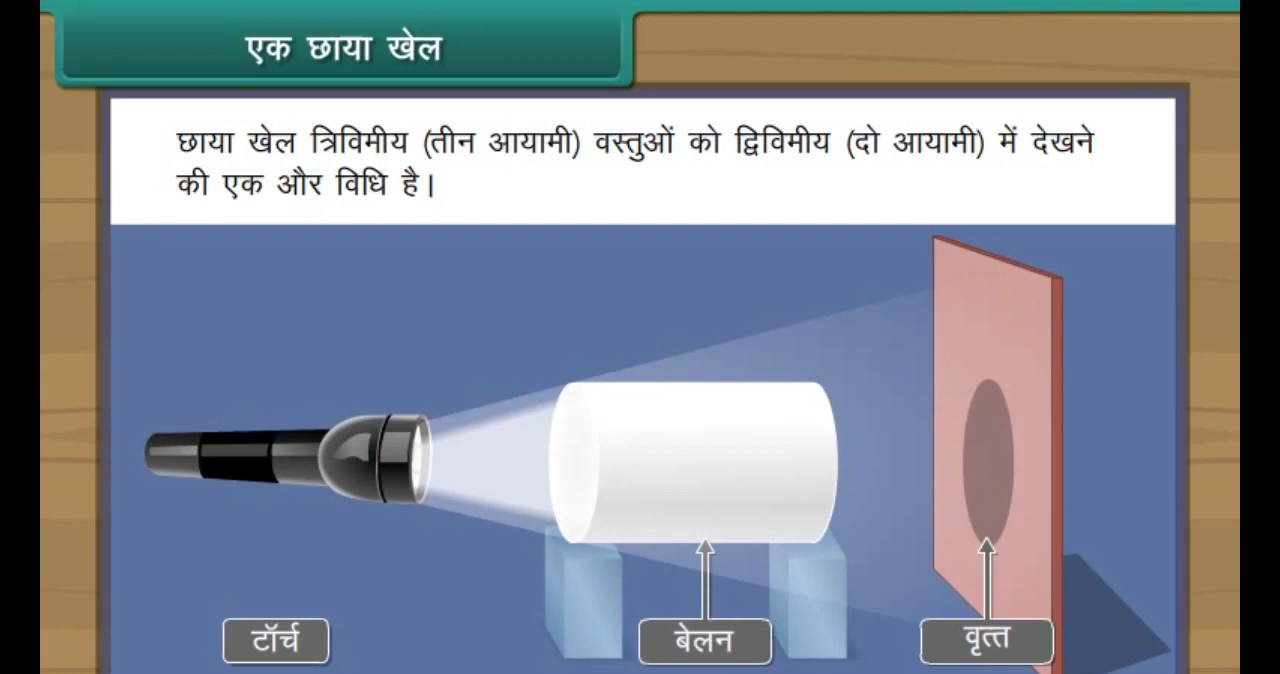 एक छाया खेल
छाया खेल त्रिविमीय (तीन आयामी) वस्तुओं को द्विविमीय (दो आयामी) में देखने
की एक और विधि है।
टॉर्च
बेलन
वृत्त